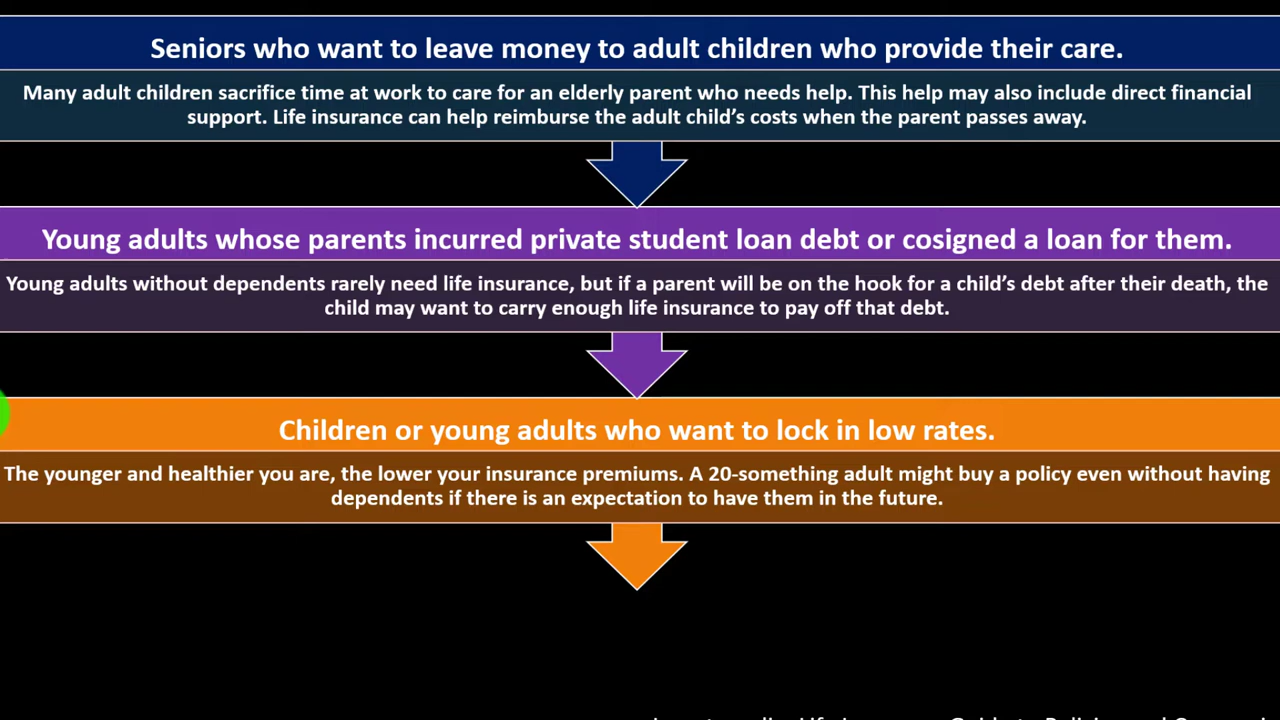 Seniors who want to leave money to adult children who provide their care.
Many adult children sacrifice time at work to care for an elderly parent who needs help. This help may also include direct financial
support. Life insurance can help reimburse the adult child’s costs when the parent passes away.
Young adults whose parents incurred private student loan debt or cosigned a loan for them.
Young adults without dependents rarely need life insurance, but if a parent will be on the hook for a child’s debt after their death, the
child may want to carry enough life insurance to pay off that debt.
Children or young adults who want to lock in low rates.
The younger and healthier you are, the lower your insurance premiums. A 20-something adult might buy a policy even without having
dependents if there is an expectation to have them in the future.